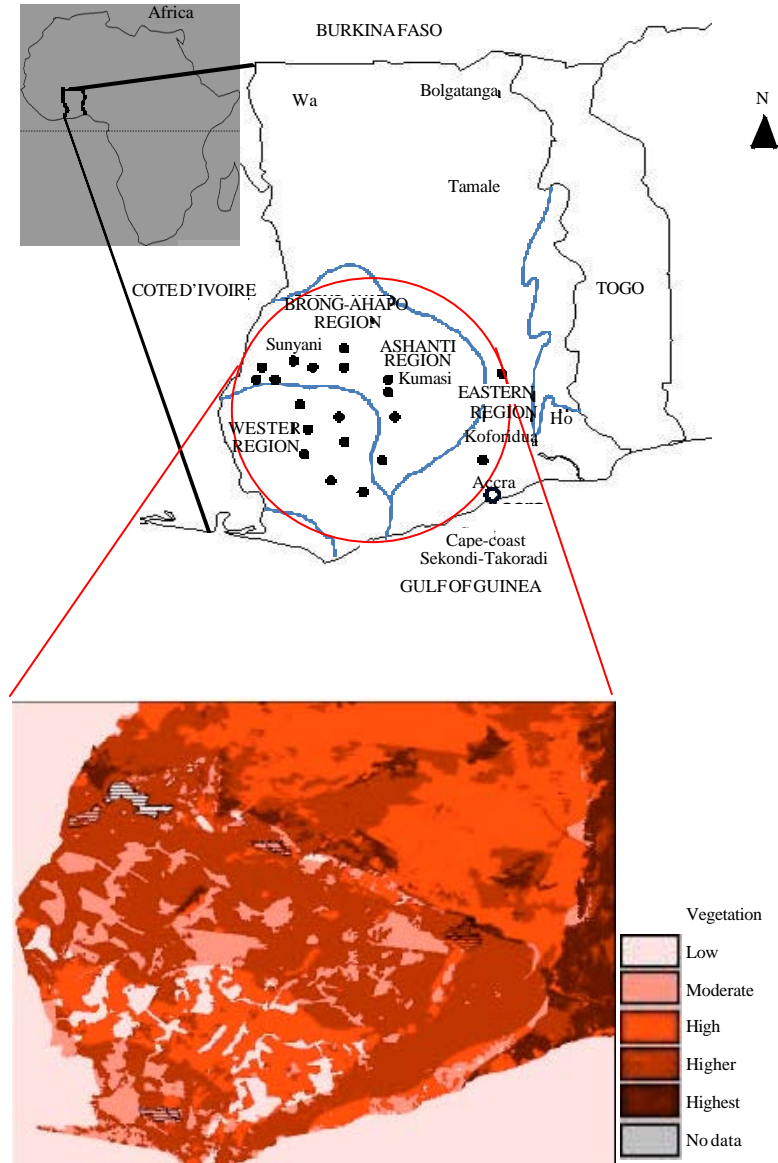 Africa
BURKINA FASO
Wa
Bolgatanga
N
Tamale
COTE D'IVOIRE
TOGO
BRONG-AHAPO
REGION
Sunyani
ASHANTI
REGION
Kumasi
EASTERN
REGION
Ho
WESTER
REGION
Koforidua
Accra
Cape-coast
Sekondi-Takoradi
GULF OF GUINEA
Vegetation
Low
Moderate
High
Higher
Highest
No data